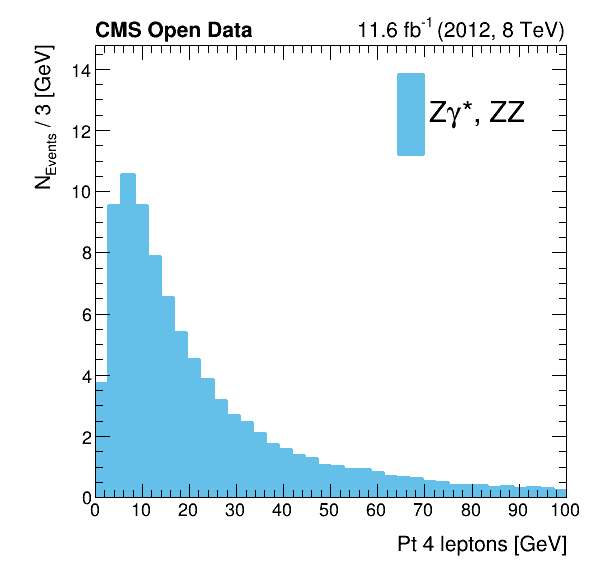 CMS Open Data 11.6 fb⁻¹ (2012, 8 TeV)
N_Events / 3 [GeV]
14
12
10
8
6
4
2
0
Zγ*, ZZ
0 10 20 30 40 50 60 70 80 90 100
Pt 4 leptons [GeV]